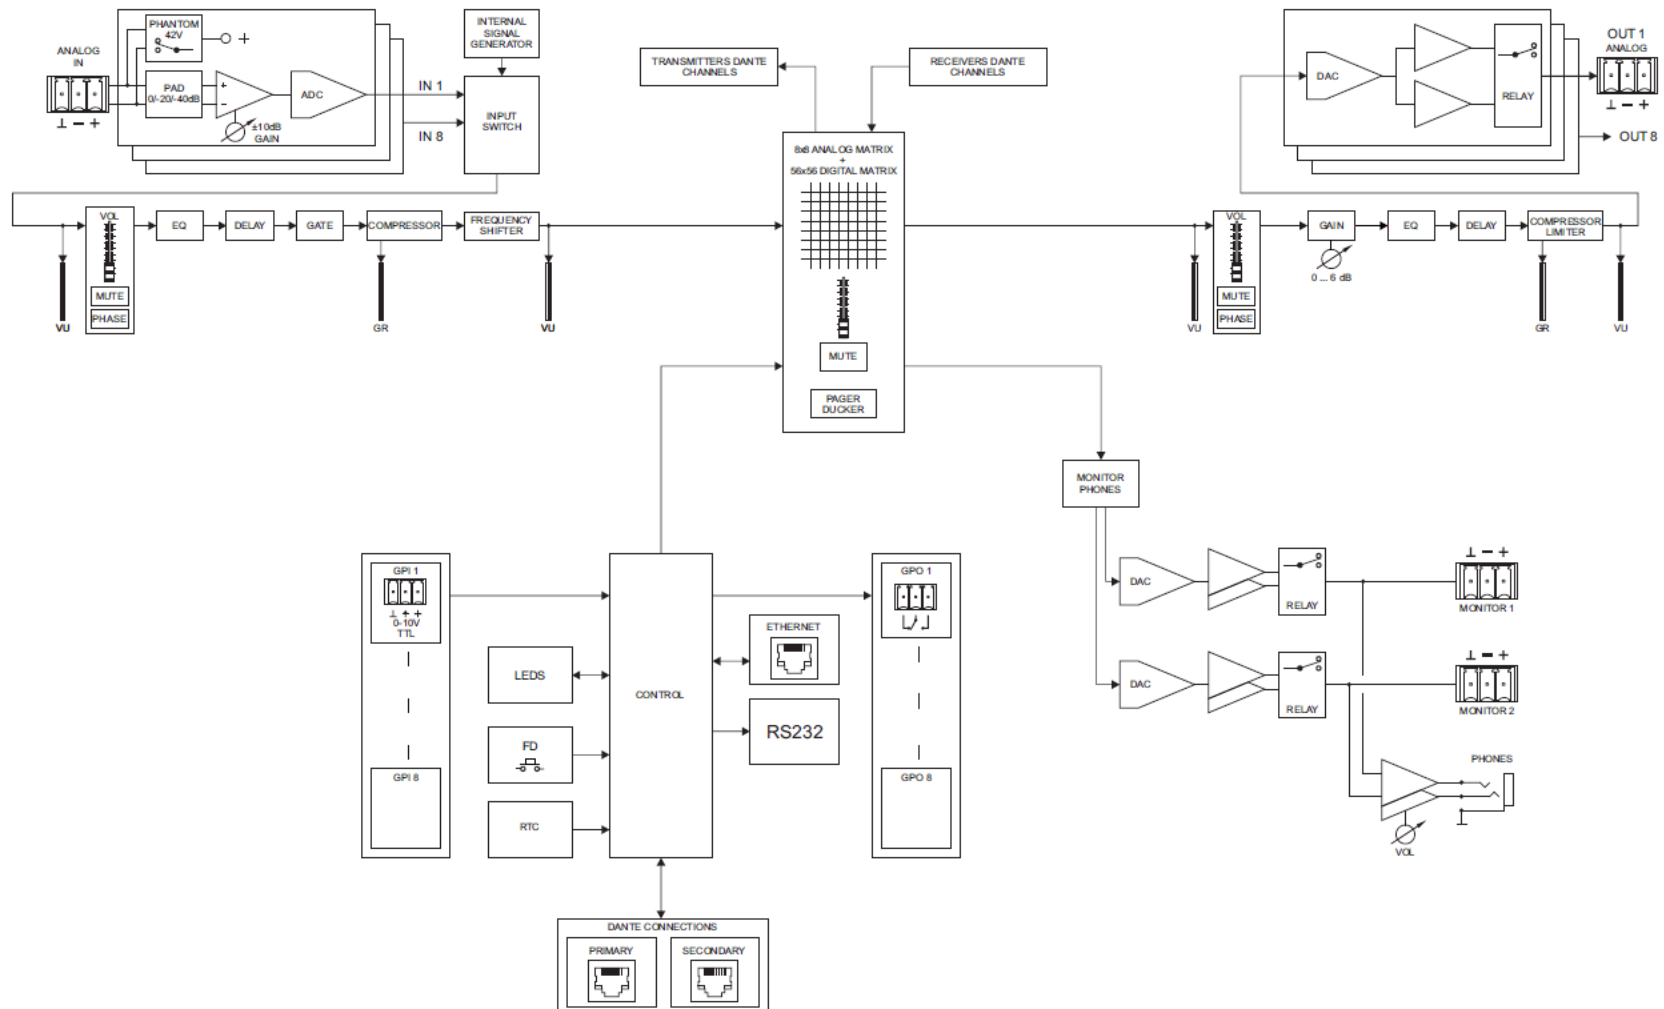 ANALOG
IN
⊥ − +
PHANTOM
42V
+
PAD
0/-20/-40dB
+
−
±10dB
GAIN
ADC
IN 1
IN 8
INTERNAL
SIGNAL
GENERATOR
INPUT
SWITCH
TRANSMITTERS DANTE
CHANNELS
RECEIVERS DANTE
CHANNELS
8x8 ANALOG MATRIX
+
56x56 DIGITAL MATRIX
MUTE
PAGER
DUCKER
DAC
RELAY
OUT 1
ANALOG
⊥ − +
OUT 8
VU
VOL
MUTE
PHASE
EQ
DELAY
GATE
COMPRESSOR
GR
FREQUENCY
SHIFTER
VU
VU
VOL
MUTE
PHASE
GAIN
0 ... 6 dB
EQ
DELAY
COMPRESSOR
LIMITER
GR
VU
MONITOR
PHONES
DAC
RELAY
⊥ − +
MONITOR 1
DAC
RELAY
⊥ − +
MONITOR 2
PHONES
VOL
GPI 1
⊥ + +
0-10V
TTL
GPI 8
LEDS
FD
RTC
CONTROL
ETHERNET
RS232
GPO 1
GPO 8
DANTE CONNECTIONS
PRIMARY
SECONDARY